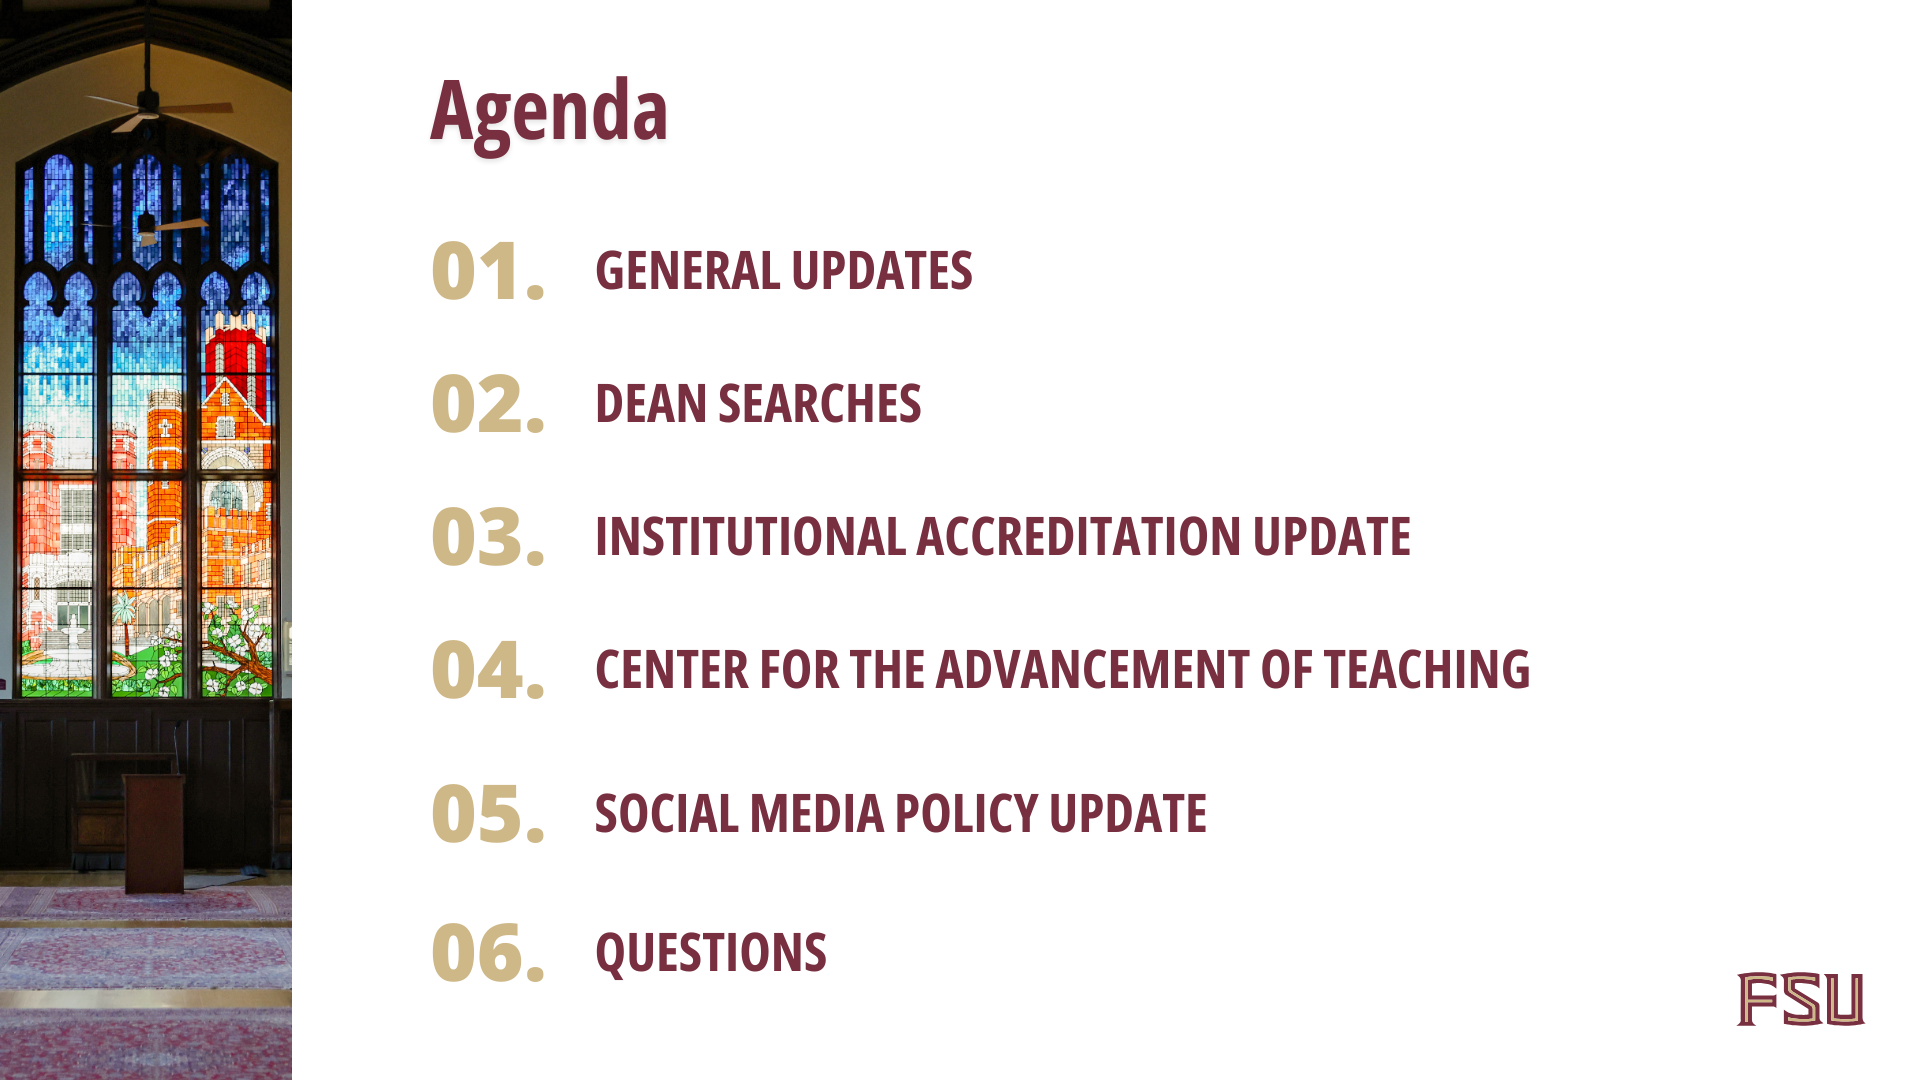 Agenda
01. GENERAL UPDATES
02. DEAN SEARCHES
03. INSTITUTIONAL ACCREDITATION UPDATE
04. CENTER FOR THE ADVANCEMENT OF TEACHING
05. SOCIAL MEDIA POLICY UPDATE
06. QUESTIONS
FSU